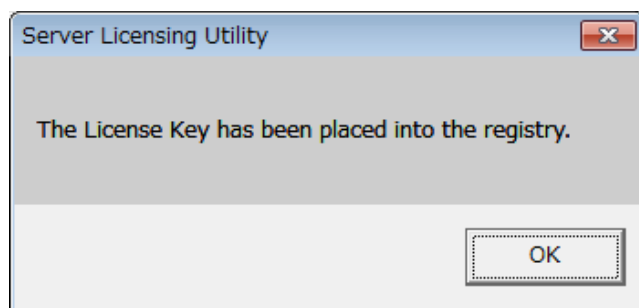 Server Licensing Utility
The License Key has been placed into the registry.
OK